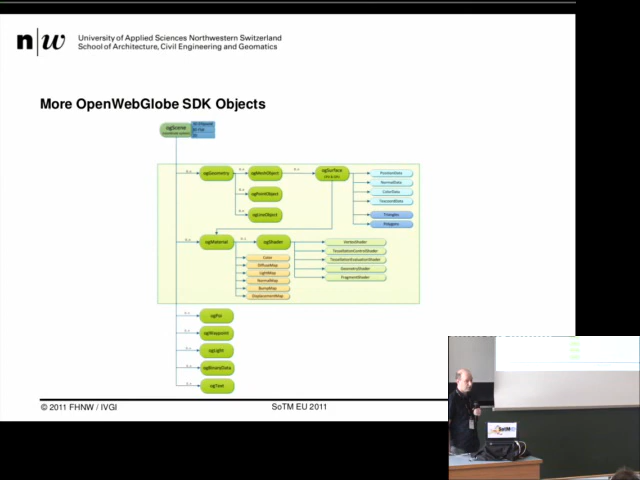 n w University of Applied Sciences Northwestern Switzerland
School of Architecture, Civil Engineering and Geomatics
More OpenWebGlobe SDK Objects
ogScene
ogGeometry
ogMeshObject
ogSurface
PositionData
NormalData
ColorData
TexcoordData
ogPointObject
ogLineObject
Triangles
Polygons
ogMaterial
ogShader
VertexShader
TessellationControlShader
TessellationEvaluationShader
GeometryShader
FragmentShader
Color
DiffuseMap
LightMap
NormalMap
BumpMap
DisplacementMap
ogPoi
ogWaypoint
ogLight
ogBinaryData
ogText
© 2011 FHNW / IVGI
SoTM EU 2011
SotM